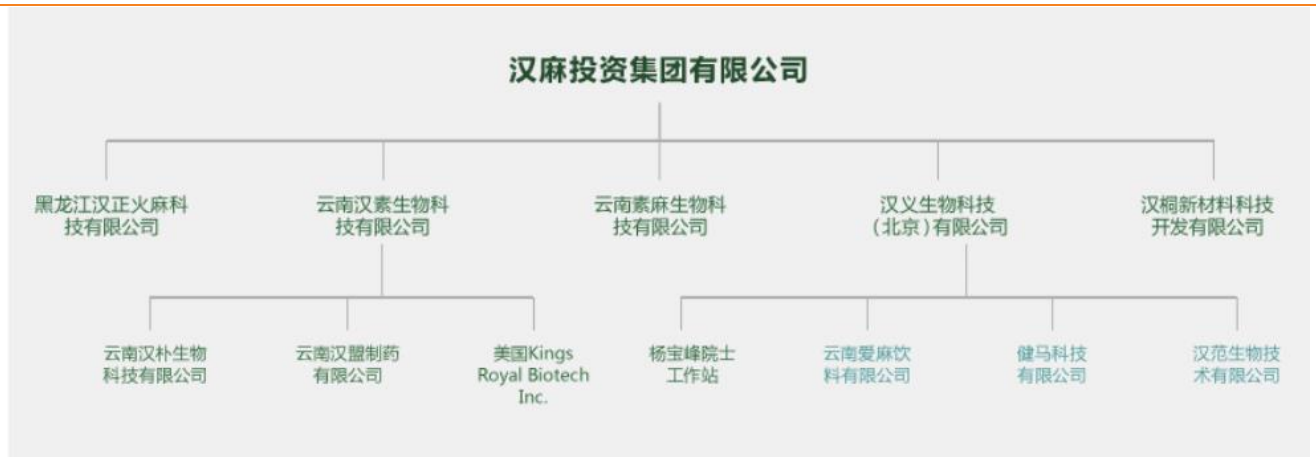 汉麻投资集团有限公司
黑龙江汉正火麻科
技有限公司
云南汉素生物科
技有限公司
云南素麻生物科
技有限公司
汉义生物科技
（北京）有限公司
汉桐新材料科技
开发有限公司
云南汉朴生物
科技有限公司
云南汉盟制药
有限公司
美国Kings
Royal Biotech
Inc.
杨宝峰院士
工作站
云南爱麻饮
料有限公司
健马科技
有限公司
汉范生物技
术有限公司